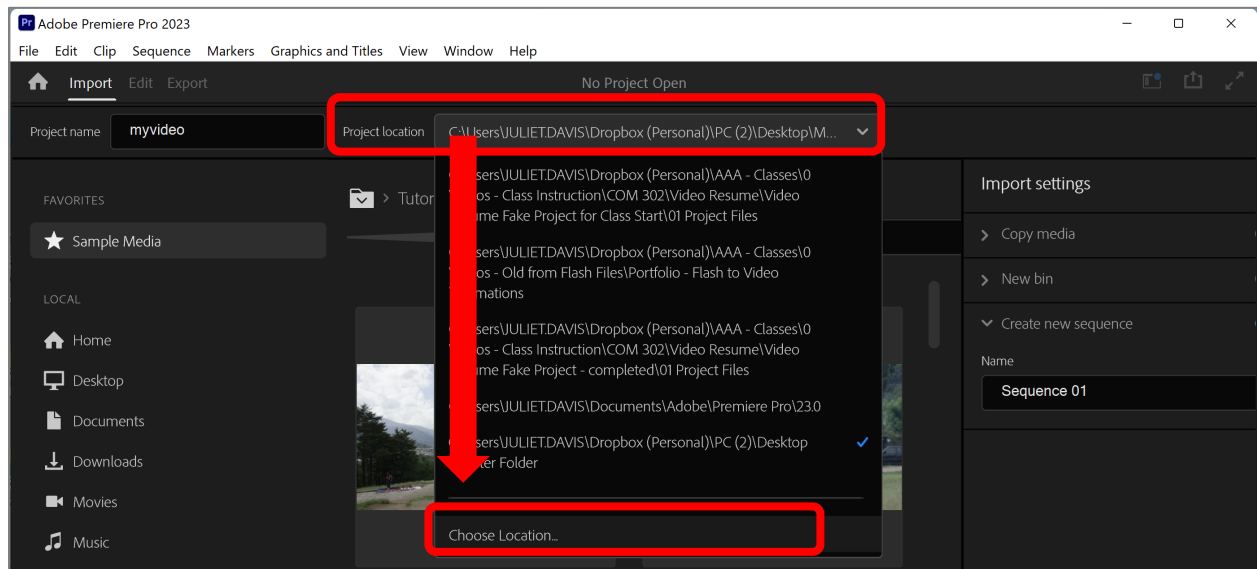 Pr Adobe Premiere Pro 2023
File Edit Clip Sequence Markers Graphics and Titles View Window Help
Import Edit Export No Project Open
Project name myvideo Project location C:\Users\JULIET.DAVIS\Dropbox (Personal)\PC (2)\Desktop\M...
FAVORITES
Sample Media
LOCAL
Home
Desktop
Documents
Downloads
Movies
Music
> Tutor
sers\JULIET.DAVIS\Dropbox (Personal)\AAA - Classes\0
os - Class Instruction\COM 302\Video Resume\Video
me Fake Project for Class Start\01 Project Files
sers\JULIET.DAVIS\Dropbox (Personal)\AAA - Classes\0
os - Old from Flash Files\Portfolio - Flash to Video
mations
sers\JULIET.DAVIS\Dropbox (Personal)\AAA - Classes\0
os - Class Instruction\COM 302\Video Resume\Video
me Fake Project - completed\01 Project Files
sers\JULIET.DAVIS\Documents\Adobe\Premiere Pro\23.0
sers\JULIET.DAVIS\Dropbox (Personal)\PC (2)\Desktop
ter Folder
Choose Location...
Import settings
Copy media
New bin
Create new sequence
Name
Sequence 01